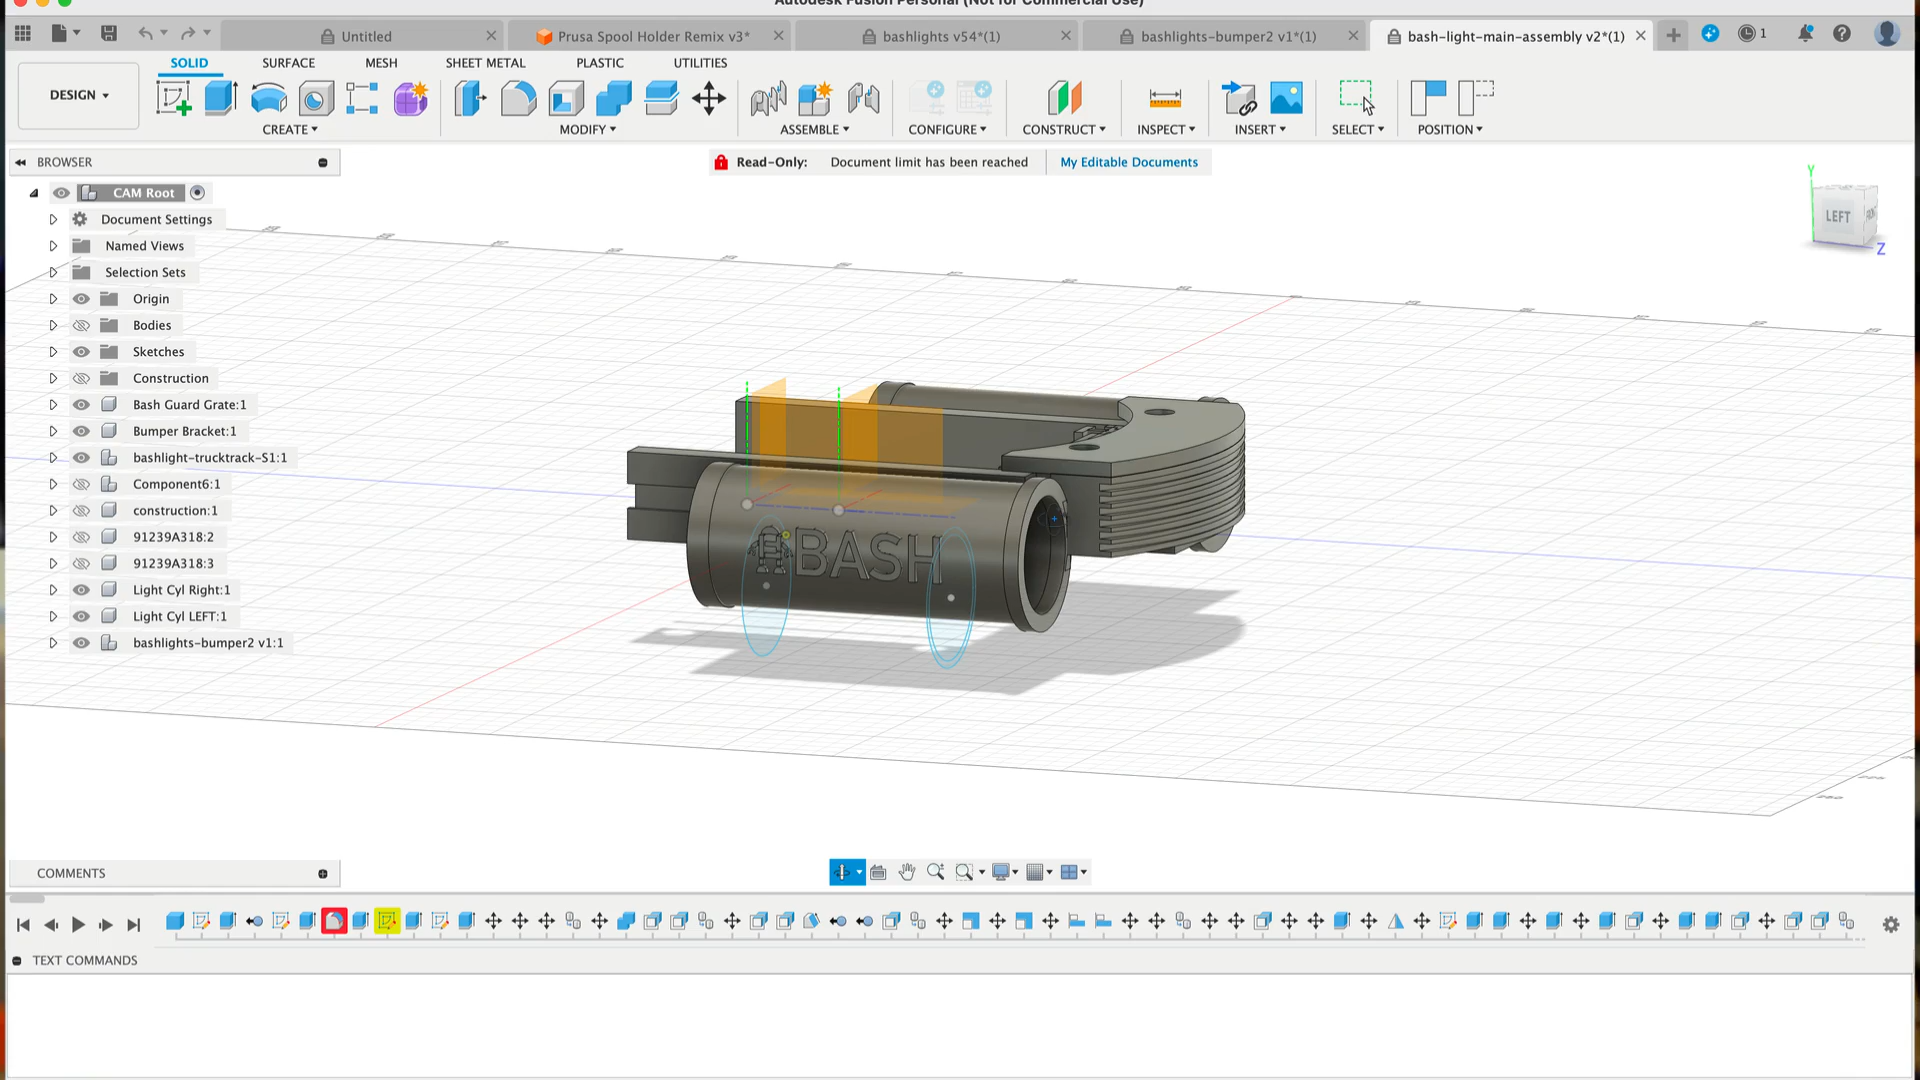 Autodesk Fusion Personal (Not for Commercial Use)
Untitled
Prusa Spool Holder Remix v3*
bashlights v54*(1)
bashlights-bumper2 v1*(1)
bash-light-main-assembly v2*(1)
1
DESIGN
SOLID
SURFACE
MESH
SHEET METAL
PLASTIC
UTILITIES
CREATE
MODIFY
ASSEMBLE
CONFIGURE
CONSTRUCT
INSPECT
INSERT
SELECT
POSITION
BROWSER
Read-Only: Document limit has been reached
My Editable Documents
CAM Root
Document Settings
Named Views
Selection Sets
Origin
Bodies
Sketches
Construction
Bash Guard Grate:1
Bumper Bracket:1
bashlight-trucktrack-S1:1
Component6:1
construction:1
91239A318:2
91239A318:3
Light Cyl Right:1
Light Cyl LEFT:1
bashlights-bumper2 v1:1
Y
LEFT
Z
BASH
COMMENTS
TEXT COMMANDS